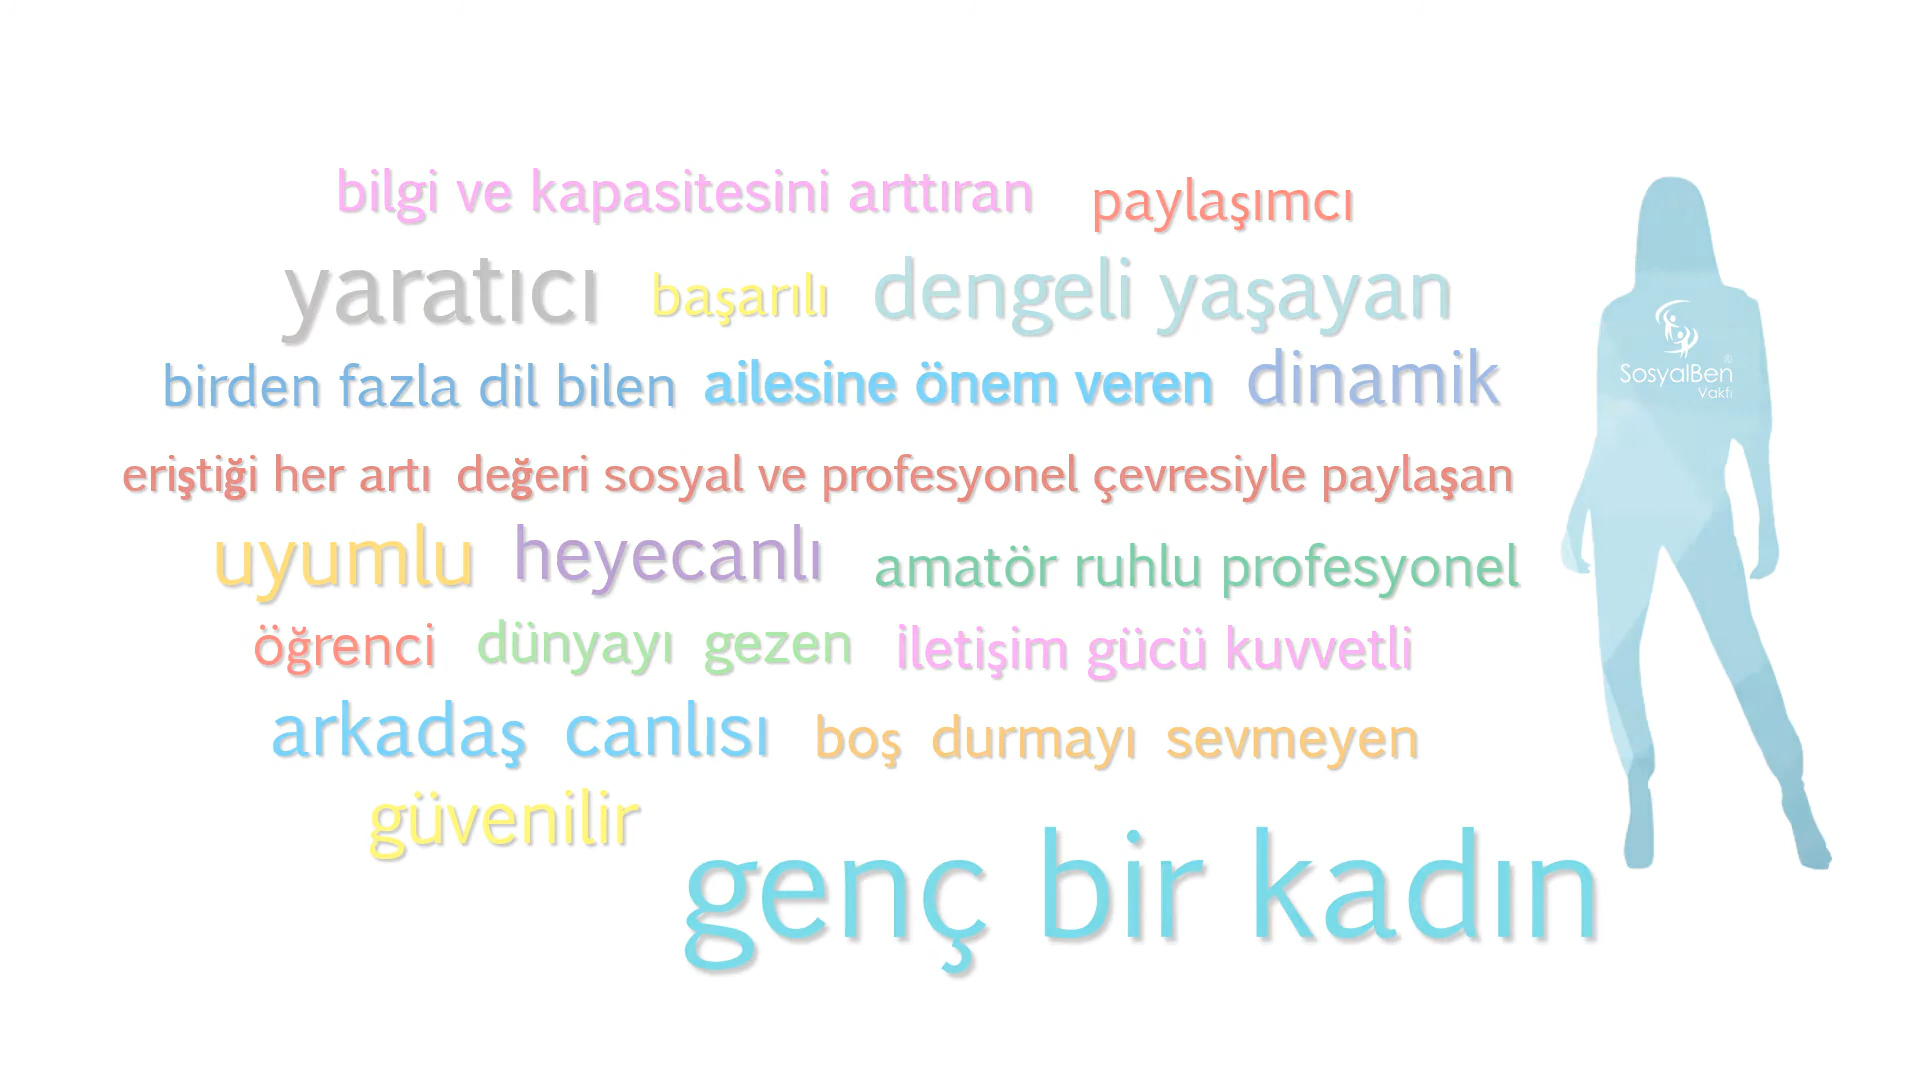 bilgi ve kapasitesini arttıran paylaşımcı
yaratıcı başarılı dengeli yaşayan
birden fazla dil bilen ailesine önem veren dinamik
eriştiği her artı değeri sosyal ve profesyonel çevresiyle paylaşan
uyumlu heyecanlı amatör ruhlu profesyonel
öğrenci dünyayı gezen İletişim gücü kuvvetli
arkadaş canlısı boş durmayı sevmeyen
güvenilir
genç bir kadın
SosyalBen®
Vakfı